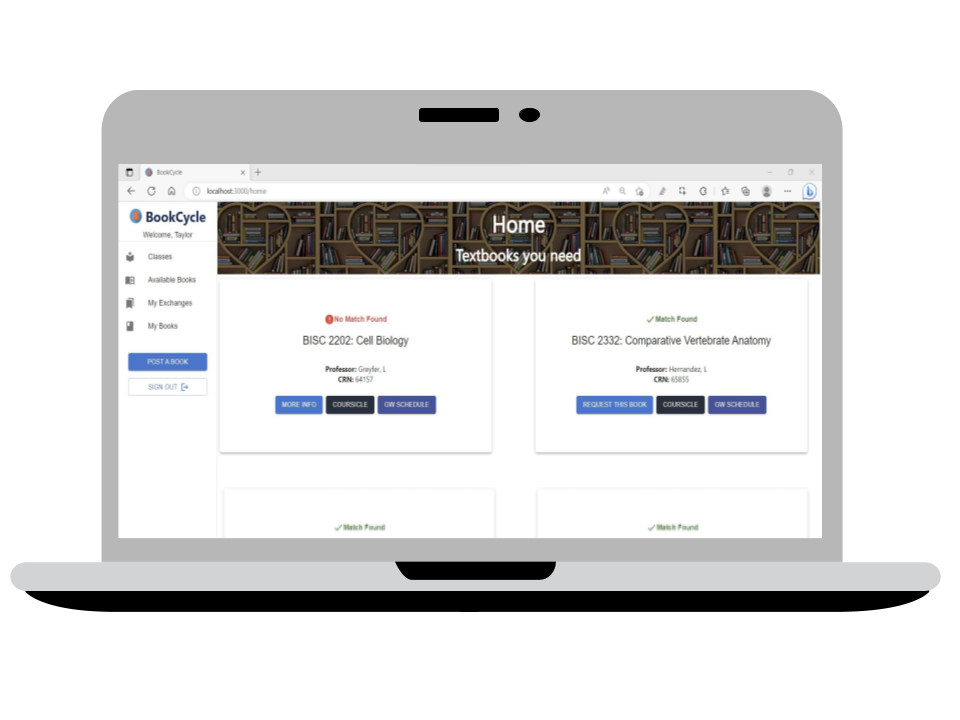 BookCycle
localhost:3000/home
BookCycle
Welcome, Taylor
Classes
Available Books
My Exchanges
My Books
POST A BOOK
SIGN OUT
Home
Textbooks you need
No Match Found
BISC 2202: Cell Biology
Professor: Greyfer, L
CRN: 64157
MORE INFO COURSICLE GW SCHEDULE
Match Found
BISC 2332: Comparative Vertebrate Anatomy
Professor: Hernandez, L
CRN: 65855
REQUEST THIS BOOK COURSICLE GW SCHEDULE
Match Found
Match Found